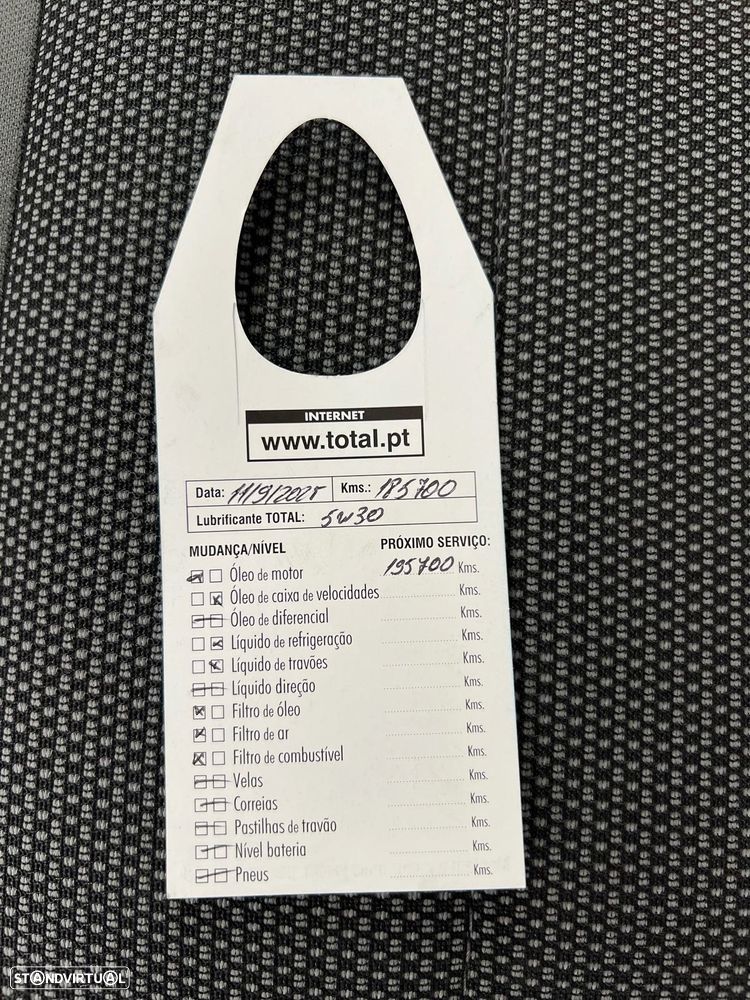 INTERNET
www.total.pt
Data: 11/9/2025 Kms.: 185700
Lubrificante TOTAL: 5w30
MUDANÇA/NÍVEL PRÓXIMO SERVIÇO:
Óleo de motor 195700 Kms.
Óleo de caixa de velocidades Kms.
Óleo de diferencial Kms.
Líquido de refrigeração Kms.
Líquido de travões Kms.
Líquido direção Kms.
Filtro de óleo Kms.
Filtro de ar Kms.
Filtro de combustível Kms.
Velas Kms.
Correias Kms.
Pastilhas de travão Kms.
Nível bateria Kms.
Pneus Kms.
STANDVIRTUAL